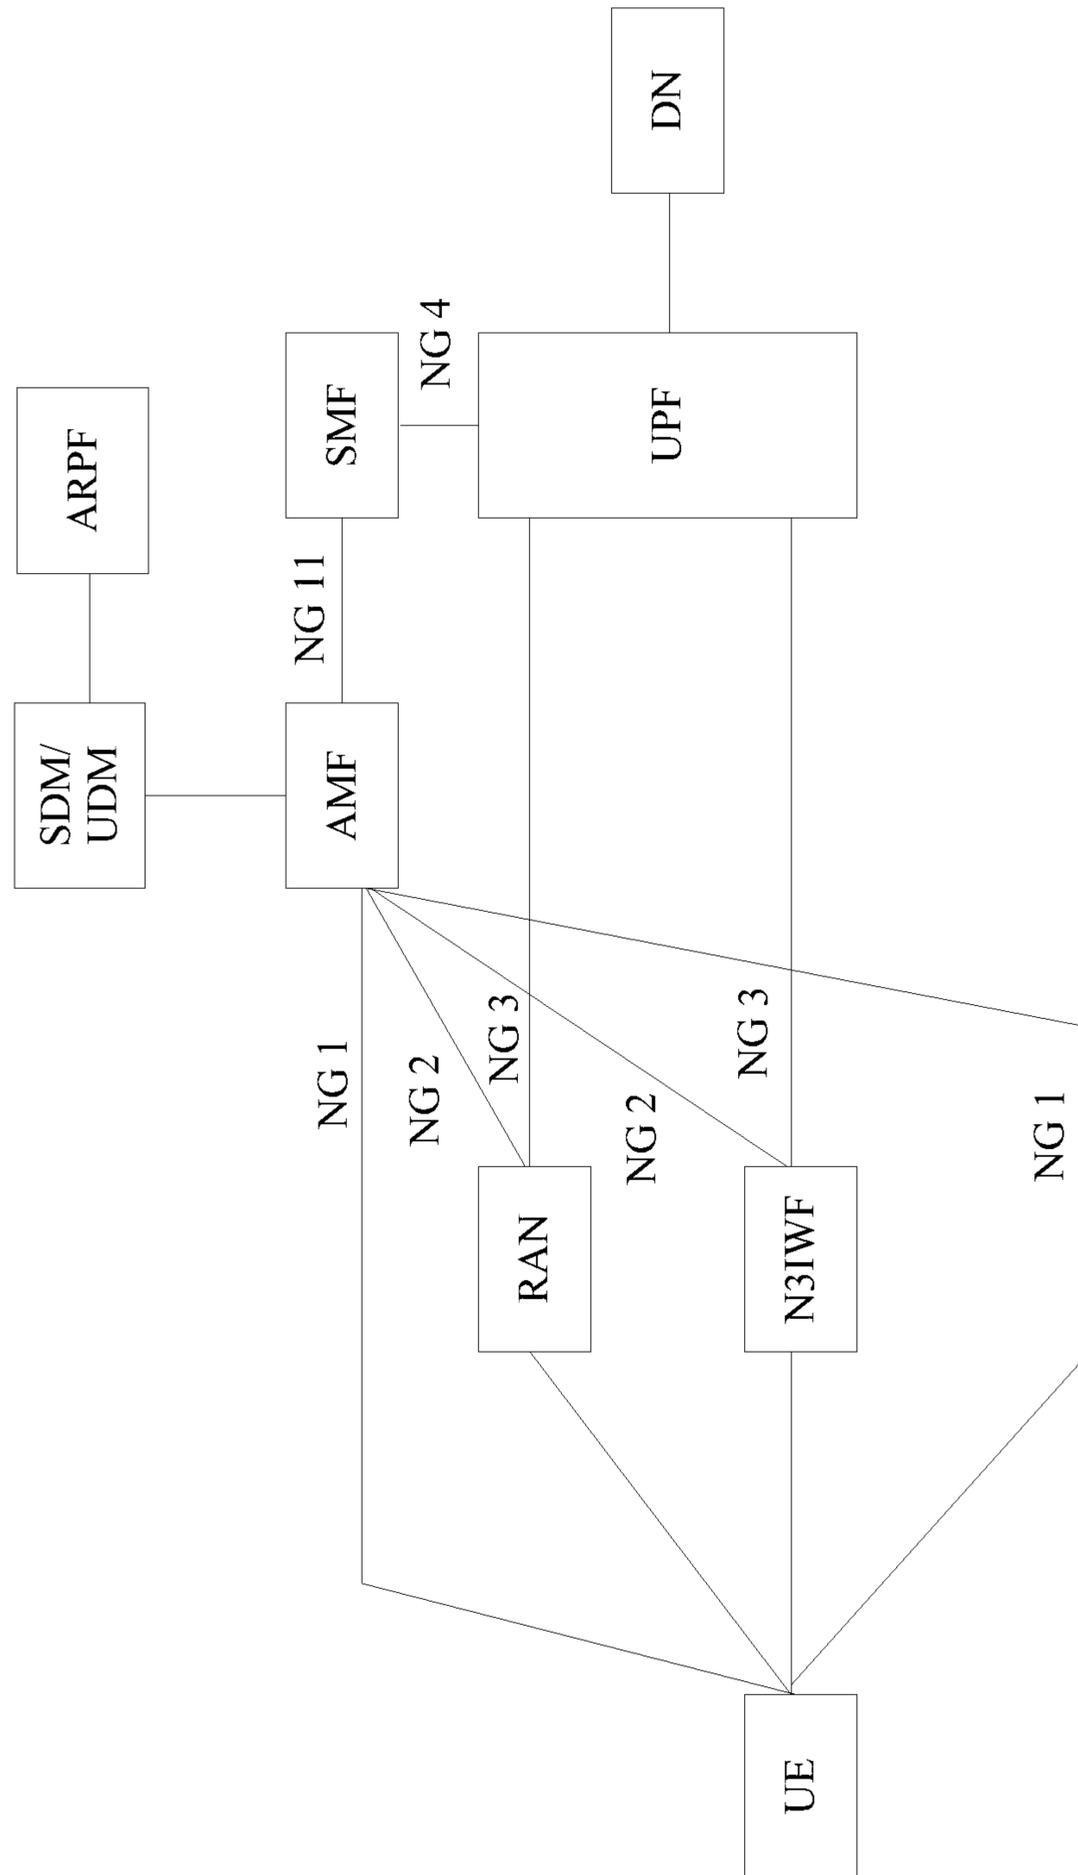 ARPF
SDM/
UDM
NG 11
AMF
SMF
NG 4
NG 1
NG 2
NG 3
RAN
UPF
DN
NG 2
NG 3
UE
N3IWF
NG 1